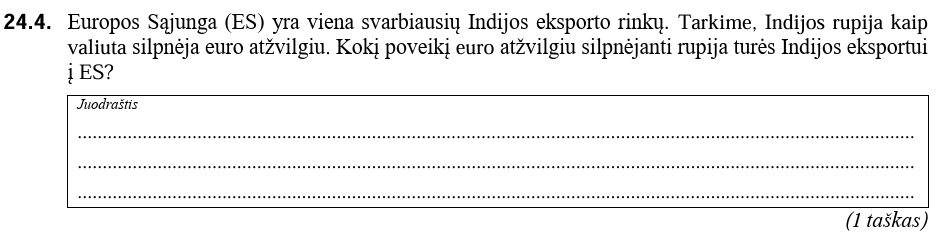 24.4. Europos Sąjunga (ES) yra viena svarbiausių Indijos eksporto rinkų. Tarkime, Indijos rupija kaip
valiuta silpnėja euro atžvilgiu. Kokį poveikį euro atžvilgiu silpnėjanti rupija turės Indijos eksportui
į ES?
Juodraštis
(1 taškas)